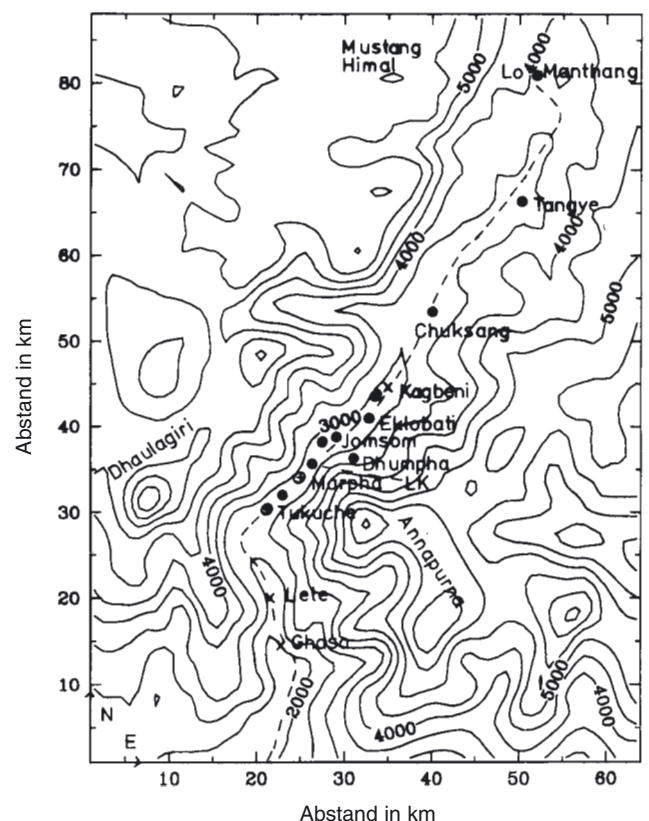 Mustang
Himal
5000
4000
Lo Manthang
80
70
Tangye
4000
4000
60
5000
Chuksang
50
Kagbeni
3000
Eklobati
40
Jomsom
Dhaulagiri
Dhumpha
Marpha
LK
Tukuche
30
Annapurna
4000
20
Lete
Ghasa
10
2000
5000
4000
4000
N
E
10
20
30
40
50
60
Abstand in km
Abstand in km